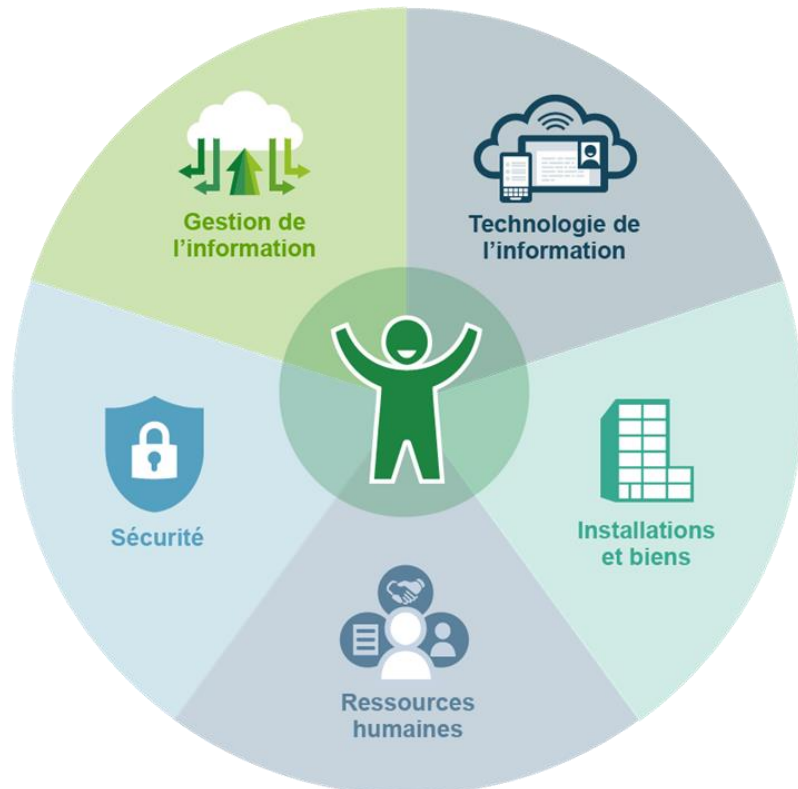 Gestion de
l’information
Technologie de
l’information
Sécurité
Installations
et biens
Ressources
humaines